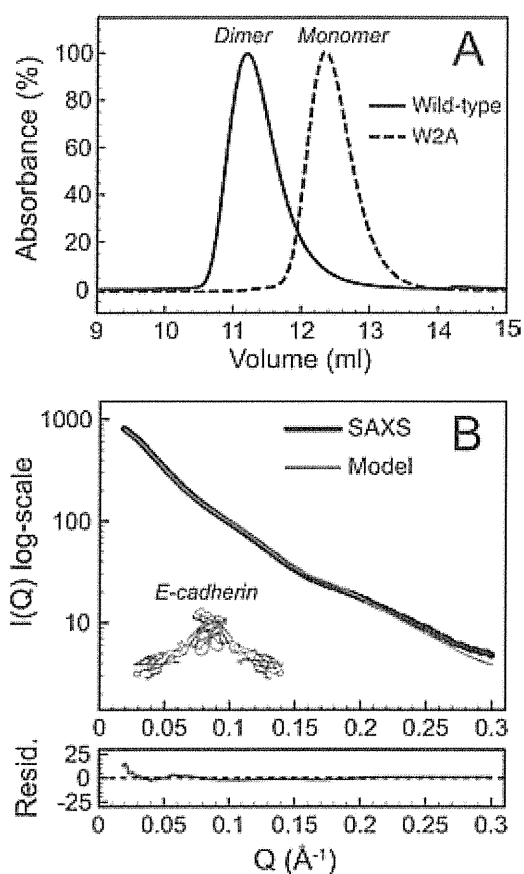 Dimer Monomer A
100
80
60
40
20
0
Absorbance (%)
Wild-type
W2A
9 10 11 12 13 14 15
Volume (ml)
B
1000
100
10
I(Q) log-scale
SAXS
Model
E-cadherin
0 0.05 0.1 0.15 0.2 0.25 0.3
25
0
-25
Resid.
0 0.05 0.1 0.15 0.2 0.25 0.3
Q (Å-1)